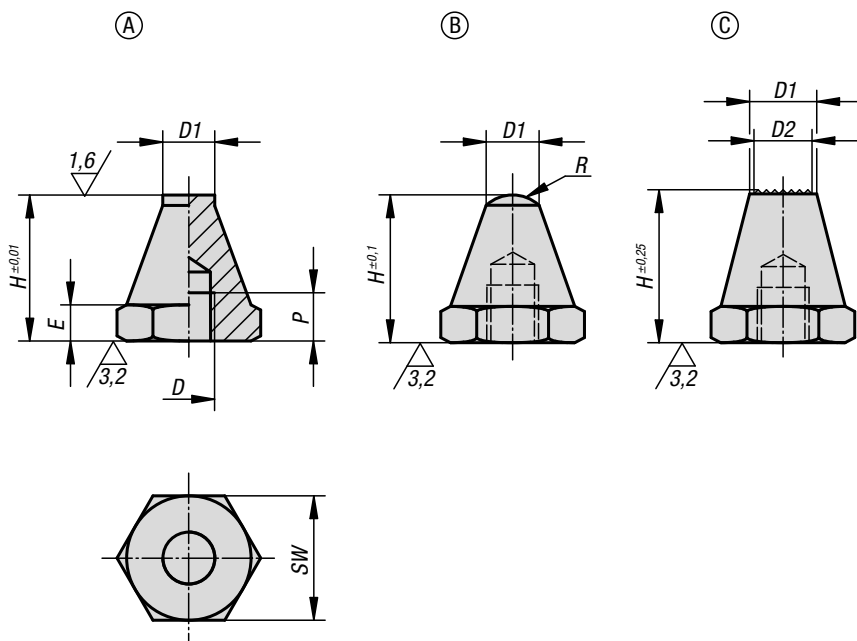 A
B
C
D1
1,6
H ±0,01
E
P
3,2
D
D1
R
H ±0,1
3,2
D1
D2
H ±0,25
3,2
SW